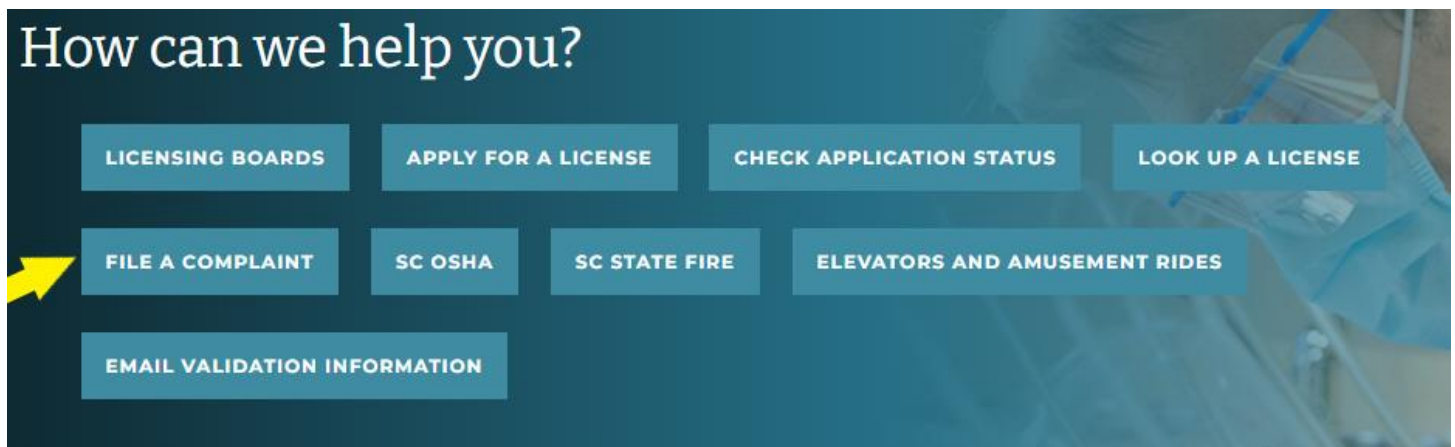 How can we help you?
LICENSING BOARDS APPLY FOR A LICENSE CHECK APPLICATION STATUS LOOK UP A LICENSE
FILE A COMPLAINT SC OSHA SC STATE FIRE ELEVATORS AND AMUSEMENT RIDES
EMAIL VALIDATION INFORMATION